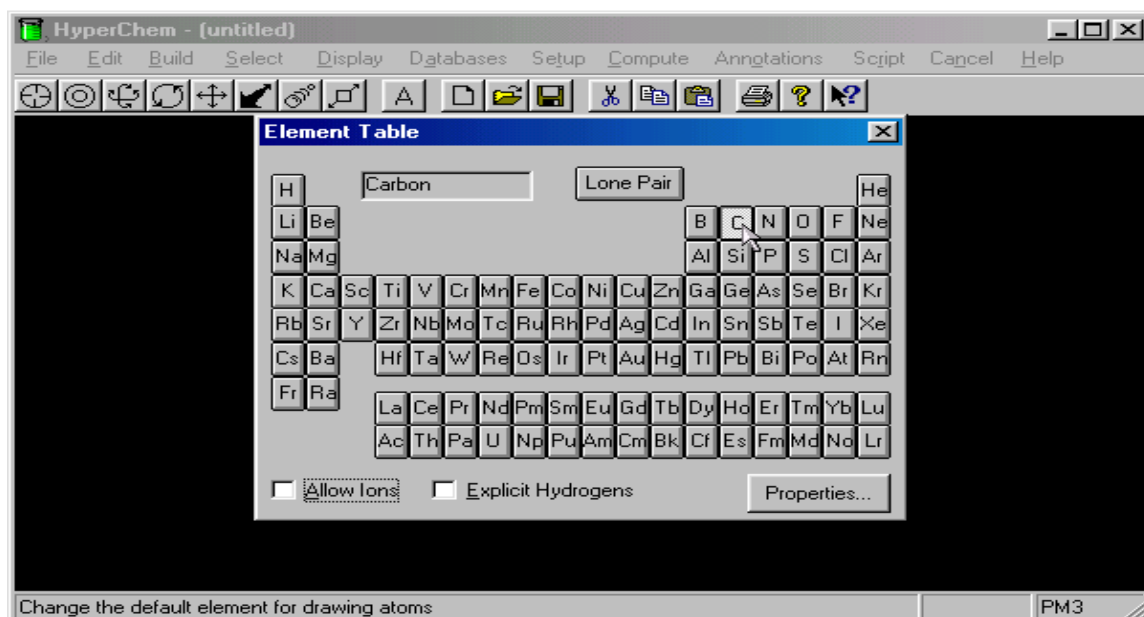 HyperChem - (untitled)
File Edit Build Select Display Databases Setup Compute Annotations Script Cancel Help
A ? ?
Element Table
H Carbon Lone Pair He
Li Be B C N O F Ne
Na Mg Al Si P S Cl Ar
K Ca Sc Ti V Cr Mn Fe Co Ni Cu Zn Ga Ge As Se Br Kr
Rb Sr Y Zr Nb Mo Tc Ru Rh Pd Ag Cd In Sn Sb Te I Xe
Cs Ba Hf Ta W Re Os Ir Pt Au Hg Tl Pb Bi Po At Rn
Fr Ra
La Ce Pr Nd Pm Sm Eu Gd Tb Dy Ho Er Tm Yb Lu
Ac Th Pa U Np Pu Am Cm Bk Cf Es Fm Md No Lr
Allow Ions Explicit Hydrogens Properties...
Change the default element for drawing atoms PM3